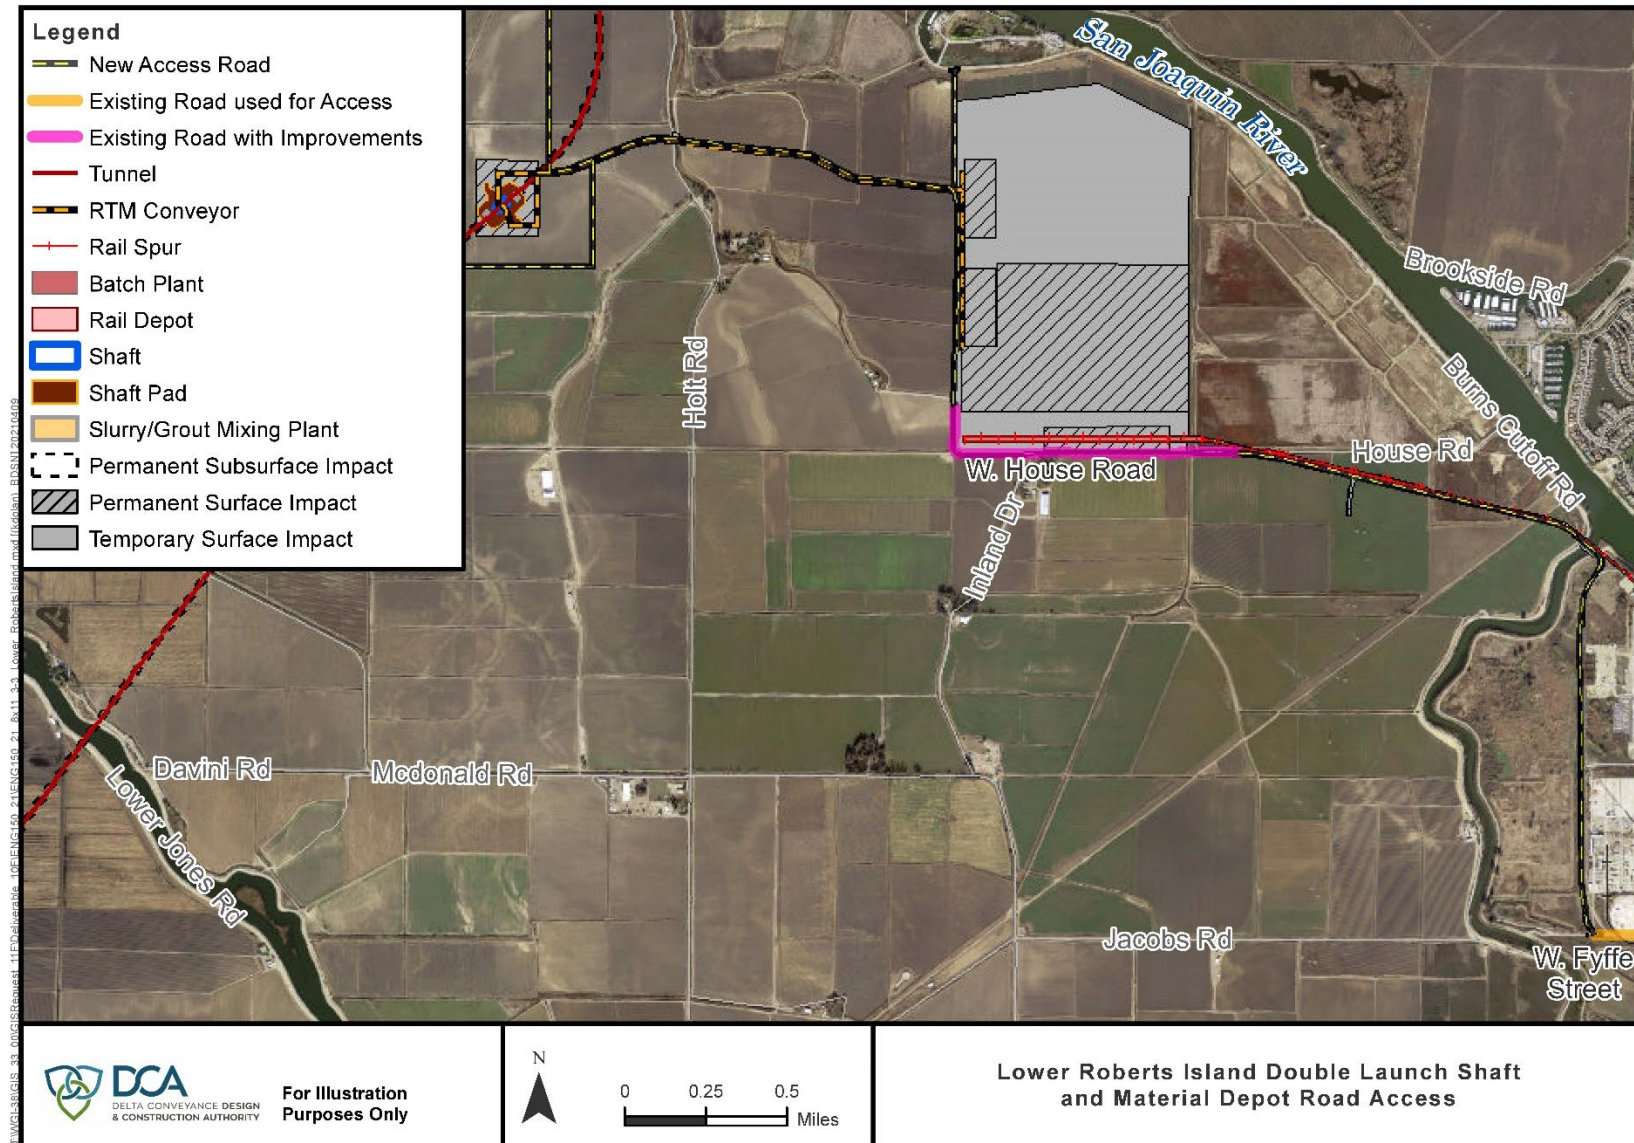 Legend
New Access Road
Existing Road used for Access
Existing Road with Improvements
Tunnel
RTM Conveyor
Rail Spur
Batch Plant
Rail Depot
Shaft
Shaft Pad
Slurry/Grout Mixing Plant
Permanent Subsurface Impact
Permanent Surface Impact
Temporary Surface Impact
San Joaquin River
Brookside Rd
Holt Rd
Burns Cutoff Rd
House Rd
W. House Road
Inland Dr
Davini Rd
Mcdonald Rd
Lower Jones Rd
Jacobs Rd
W. Fyffe
Street
DCA
DELTA CONVEYANCE DESIGN
& CONSTRUCTION AUTHORITY
For Illustration
Purposes Only
N
0 0.25 0.5
Miles
Lower Roberts Island Double Launch Shaft
and Material Depot Road Access